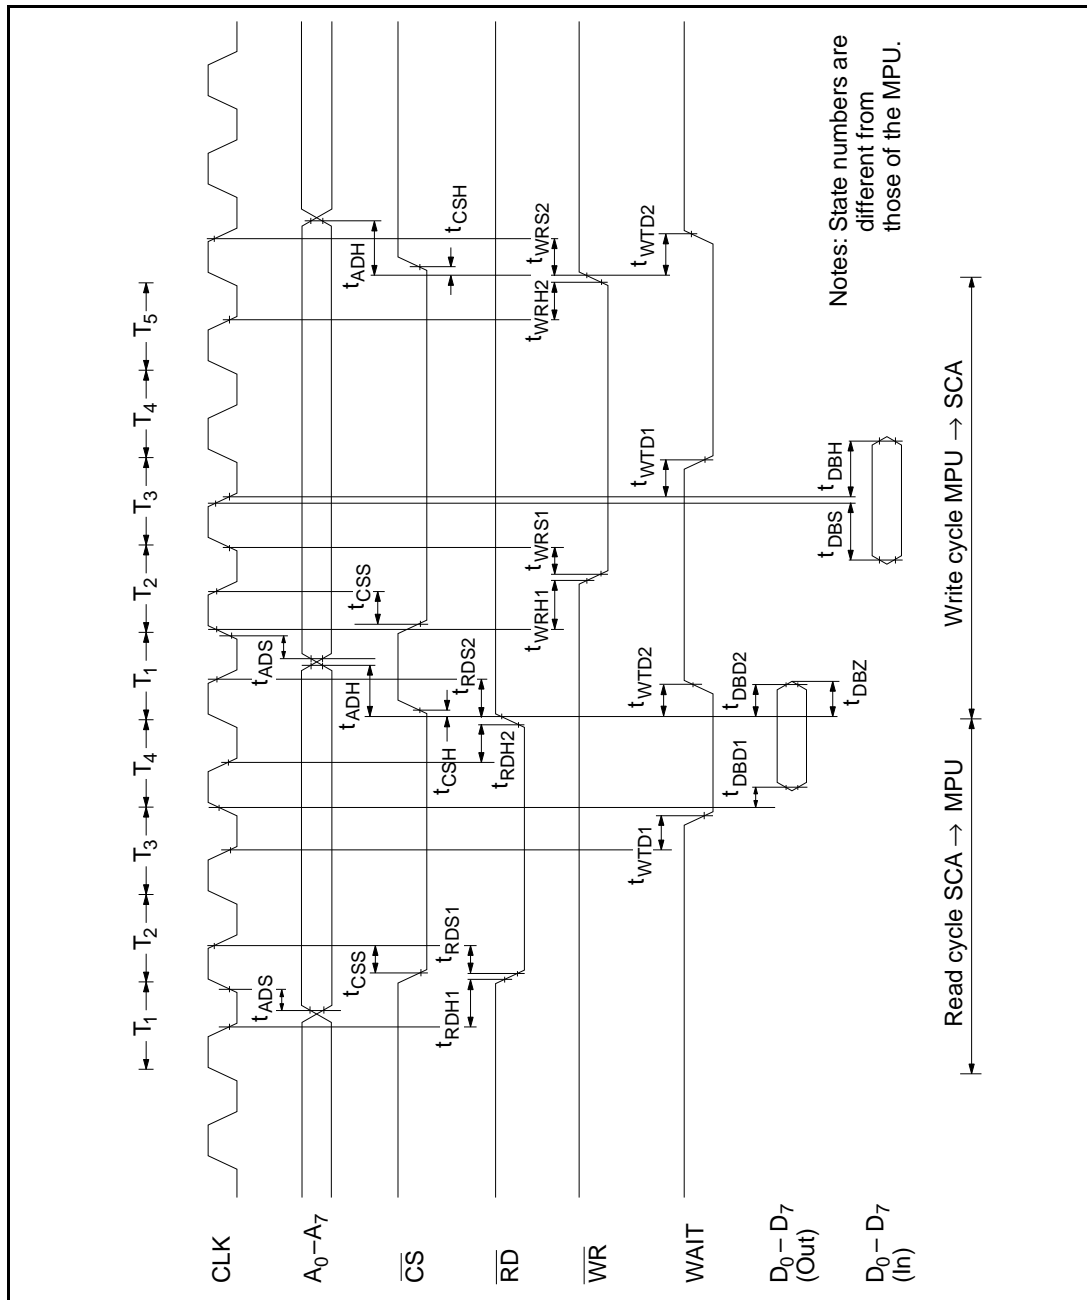 T₁ T₂ T₃ T₄ T₁ T₂ T₃ T₄ T₅
CLK
A₀–A₇
tADS tADH tADS tADH
CS
tCSS tCSH tCSS tCSH
RD
tRDH1 tRDS1 tRDH2 tRDS2
WR
tWRH1 tWRS1 tWRH2 tWRS2
WAIT
tWTD1 tWTD2 tWTD1 tWTD2
D₀–D₇
(Out)
tDBD1 tDBD2 tDBZ
D₀–D₇
(In)
tDBS tDBH
Notes: State numbers are
different from
those of the MPU.
Read cycle SCA → MPU
Write cycle MPU → SCA